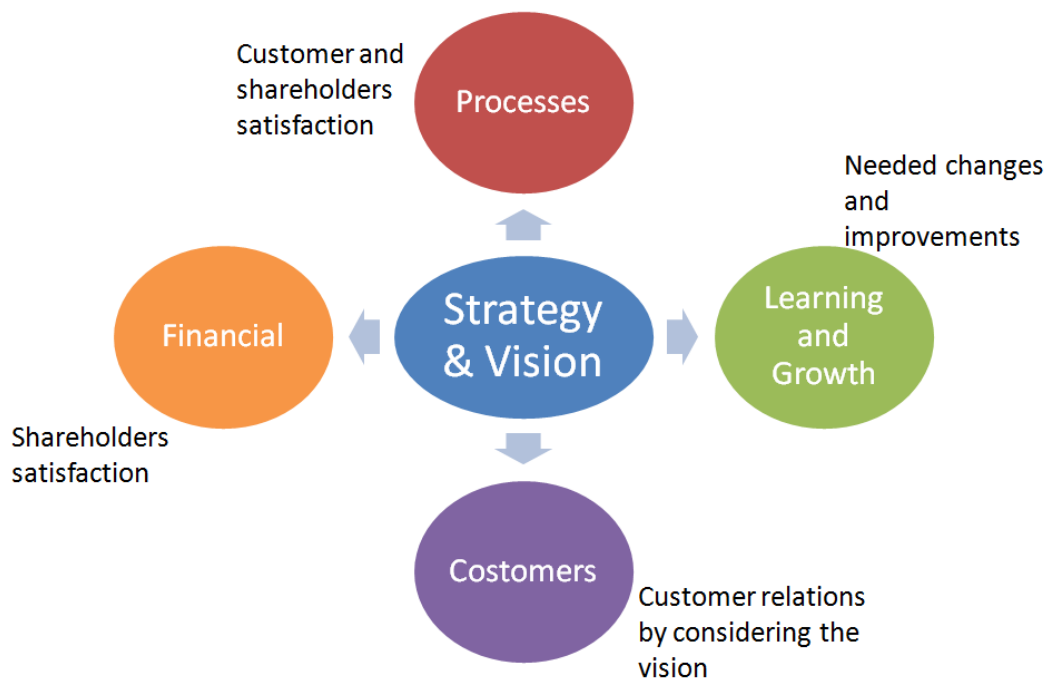 Customer and
shareholders
satisfaction
Processes
Needed changes
and
improvements
Financial
Strategy
& Vision
Learning
and
Growth
Shareholders
satisfaction
Costomers
Customer relations
by considering the
vision